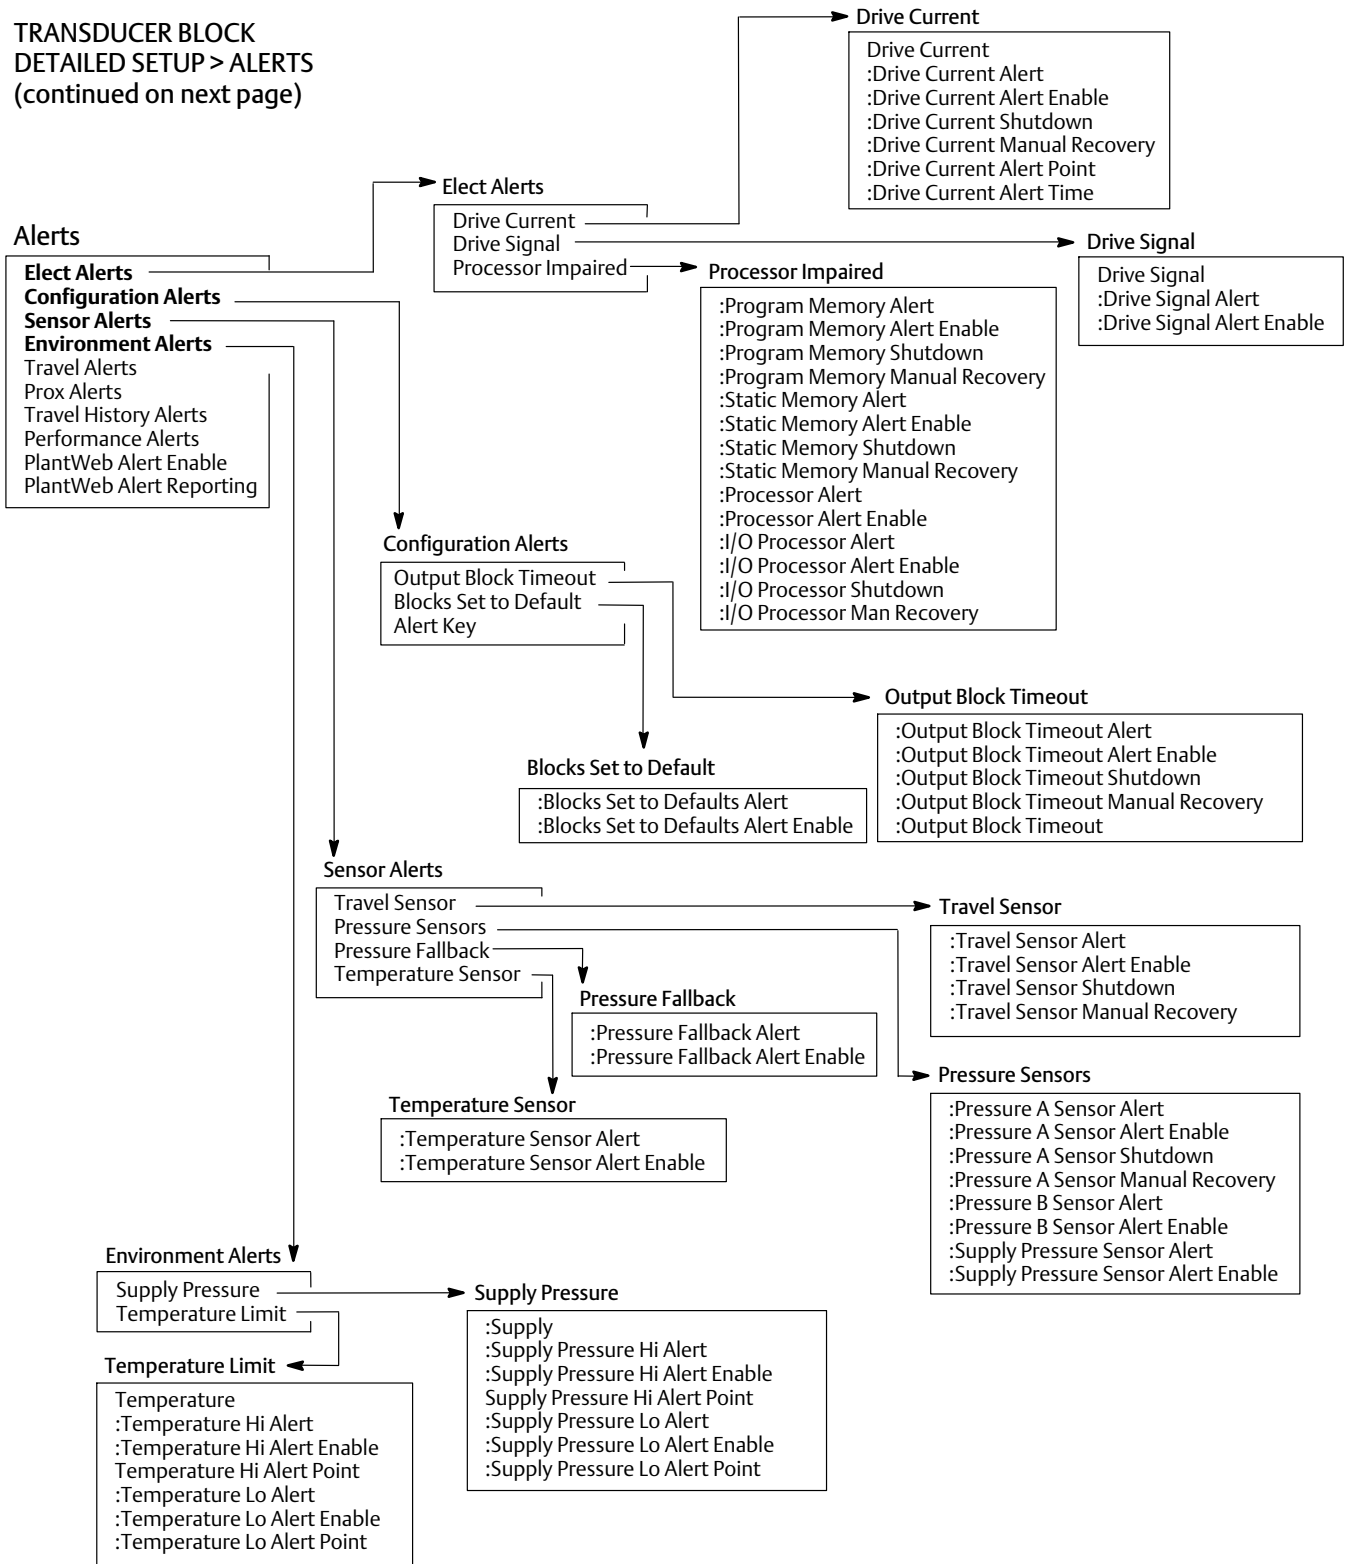 TRANSDUCER BLOCK
DETAILED SETUP > ALERTS
(continued on next page)
Alerts
Elect Alerts
Configuration Alerts
Sensor Alerts
Environment Alerts
Travel Alerts
Prox Alerts
Travel History Alerts
Performance Alerts
PlantWeb Alert Enable
PlantWeb Alert Reporting
Elect Alerts
Drive Current
Drive Signal
Processor Impaired
Drive Current
Drive Current
:Drive Current Alert
:Drive Current Alert Enable
:Drive Current Shutdown
:Drive Current Manual Recovery
:Drive Current Alert Point
:Drive Current Alert Time
Drive Signal
Drive Signal
:Drive Signal Alert
:Drive Signal Alert Enable
Processor Impaired
:Program Memory Alert
:Program Memory Alert Enable
:Program Memory Shutdown
:Program Memory Manual Recovery
:Static Memory Alert
:Static Memory Alert Enable
:Static Memory Shutdown
:Static Memory Manual Recovery
:Processor Alert
:Processor Alert Enable
:I/O Processor Alert
:I/O Processor Alert Enable
:I/O Processor Shutdown
:I/O Processor Man Recovery
Configuration Alerts
Output Block Timeout
Blocks Set to Default
Alert Key
Output Block Timeout
:Output Block Timeout Alert
:Output Block Timeout Alert Enable
:Output Block Timeout Shutdown
:Output Block Timeout Manual Recovery
:Output Block Timeout
Blocks Set to Default
:Blocks Set to Defaults Alert
:Blocks Set to Defaults Alert Enable
Sensor Alerts
Travel Sensor
Pressure Sensors
Pressure Fallback
Temperature Sensor
Travel Sensor
:Travel Sensor Alert
:Travel Sensor Alert Enable
:Travel Sensor Shutdown
:Travel Sensor Manual Recovery
Pressure Fallback
:Pressure Fallback Alert
:Pressure Fallback Alert Enable
Pressure Sensors
:Pressure A Sensor Alert
:Pressure A Sensor Alert Enable
:Pressure A Sensor Shutdown
:Pressure A Sensor Manual Recovery
:Pressure B Sensor Alert
:Pressure B Sensor Alert Enable
:Supply Pressure Sensor Alert
:Supply Pressure Sensor Alert Enable
Temperature Sensor
:Temperature Sensor Alert
:Temperature Sensor Alert Enable
Environment Alerts
Supply Pressure
Temperature Limit
Supply Pressure
:Supply
:Supply Pressure Hi Alert
:Supply Pressure Hi Alert Enable
Supply Pressure Hi Alert Point
:Supply Pressure Lo Alert
:Supply Pressure Lo Alert Enable
:Supply Pressure Lo Alert Point
Temperature Limit
Temperature
:Temperature Hi Alert
:Temperature Hi Alert Enable
Temperature Hi Alert Point
:Temperature Lo Alert
:Temperature Lo Alert Enable
:Temperature Lo Alert Point